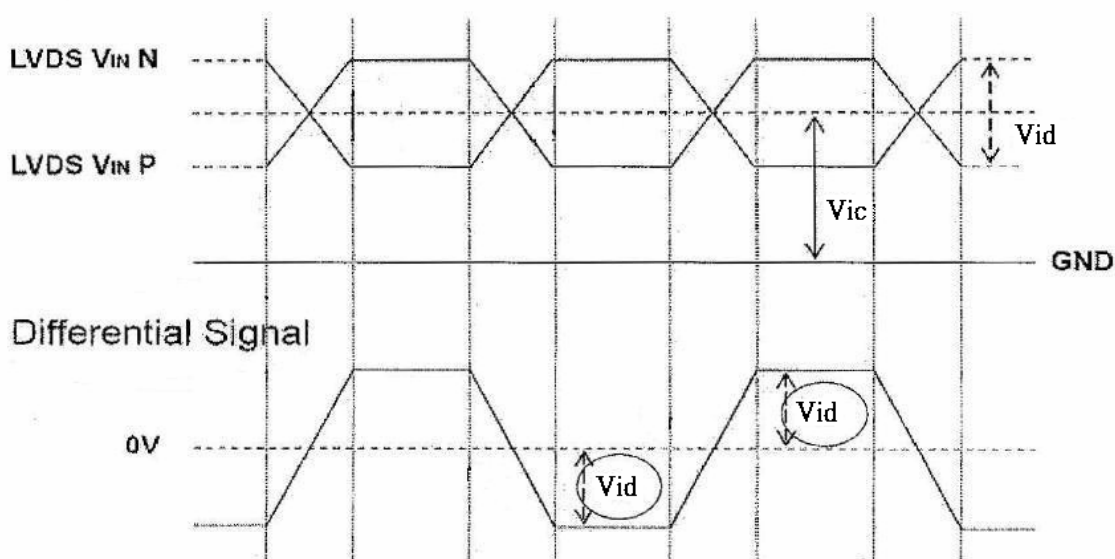 LVDS VIN N
Vid
LVDS VIN P
Vic
GND
Differential Signal
Vid
0V
Vid